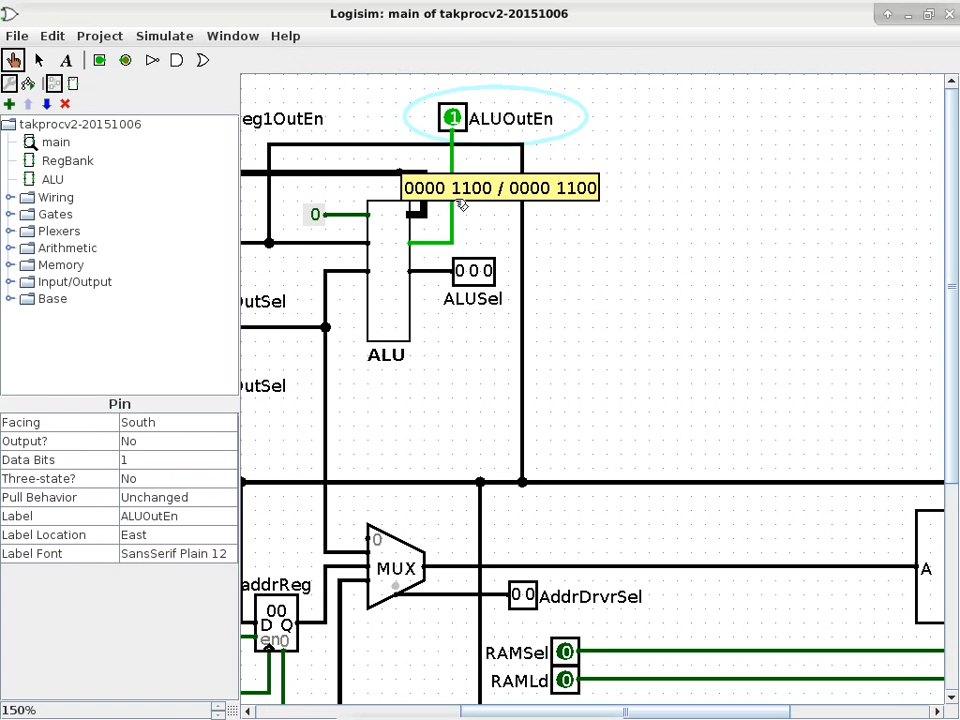 Logisim: main of takprocv2-20151006
File Edit Project Simulate Window Help
A
takprocv2-20151006
main
RegBank
ALU
Wiring
Gates
Plexers
Arithmetic
Memory
Input/Output
Base
Pin
Facing South
Output? No
Data Bits 1
Three-state? No
Pull Behavior Unchanged
Label ALUOutEn
Label Location East
Label Font SansSerif Plain 12
150%
eg1OutEn
1 ALUOutEn
0000 1100 / 0000 1100
0
0 0 0
ALUSel
OutSel
ALU
OutSel
0
MUX
A
addrReg
00
D Q
en0
0 0 AddrDrvrSel
RAMSel 0
RAMLd 0